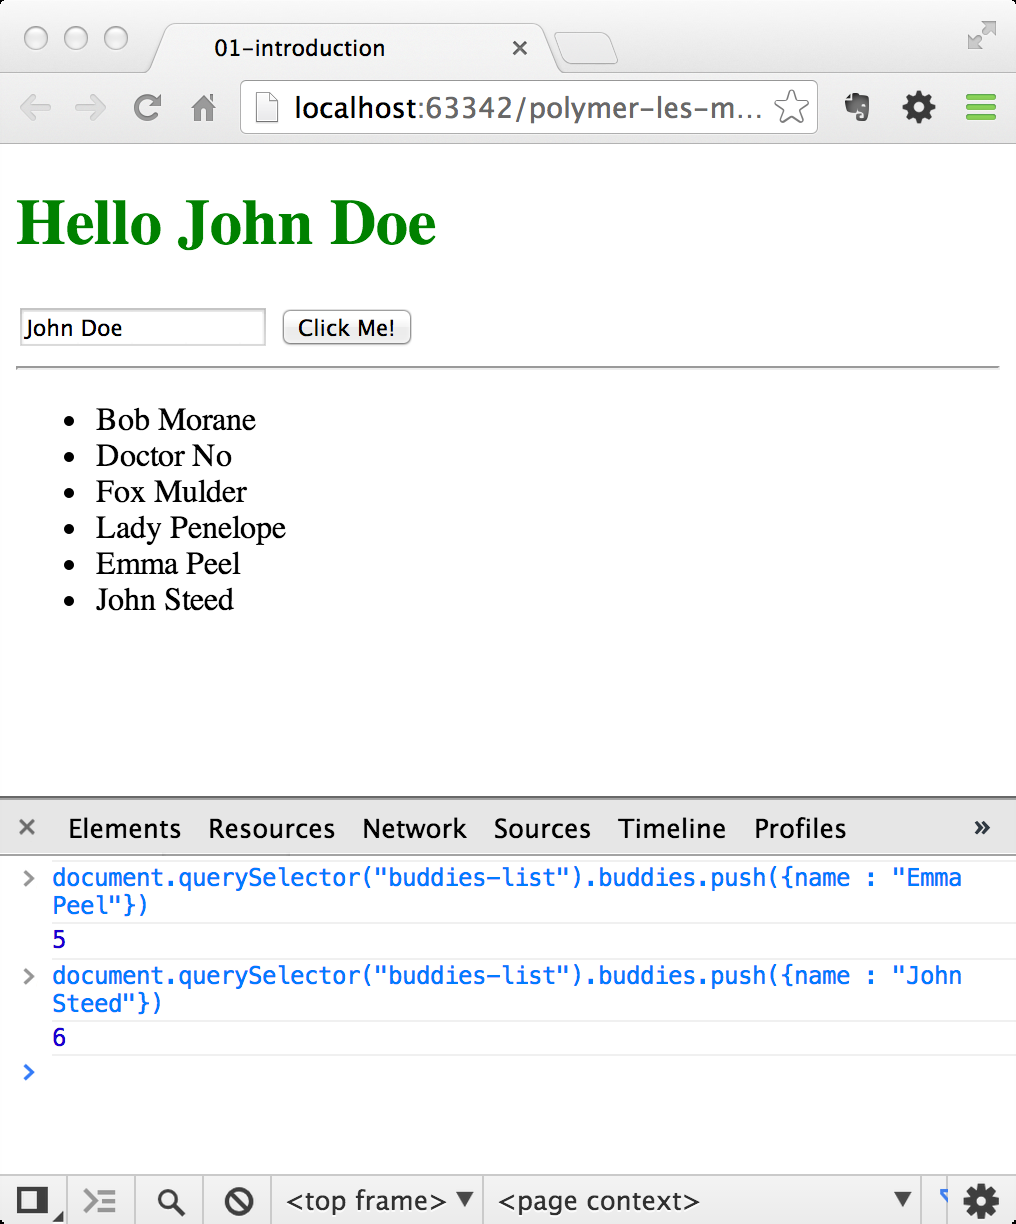 01-introduction
localhost:63342/polymer-les-m...
Hello John Doe
John Doe
Click Me!
Bob Morane
Doctor No
Fox Mulder
Lady Penelope
Emma Peel
John Steed
Elements Resources Network Sources Timeline Profiles »
> document.querySelector("buddies-list").buddies.push({name : "Emma
Peel"})
5
> document.querySelector("buddies-list").buddies.push({name : "John
Steed"})
6
>
<top frame> <page context>